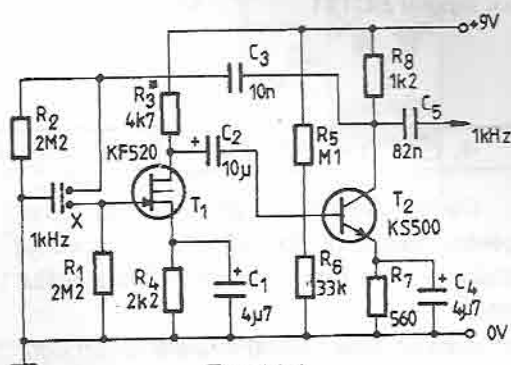 +9V
C3
10n
R8
1k2
R3*
4k7
R2
2M2
C5
1kHz
82n
KF520
+ C2
10µ
R5
M1
T1
T2
KS500
X
1kHz
R1
2M2
R4
2k2
+ C1
4µ7
R6
33k
R7
560
+ C4
4µ7
0V